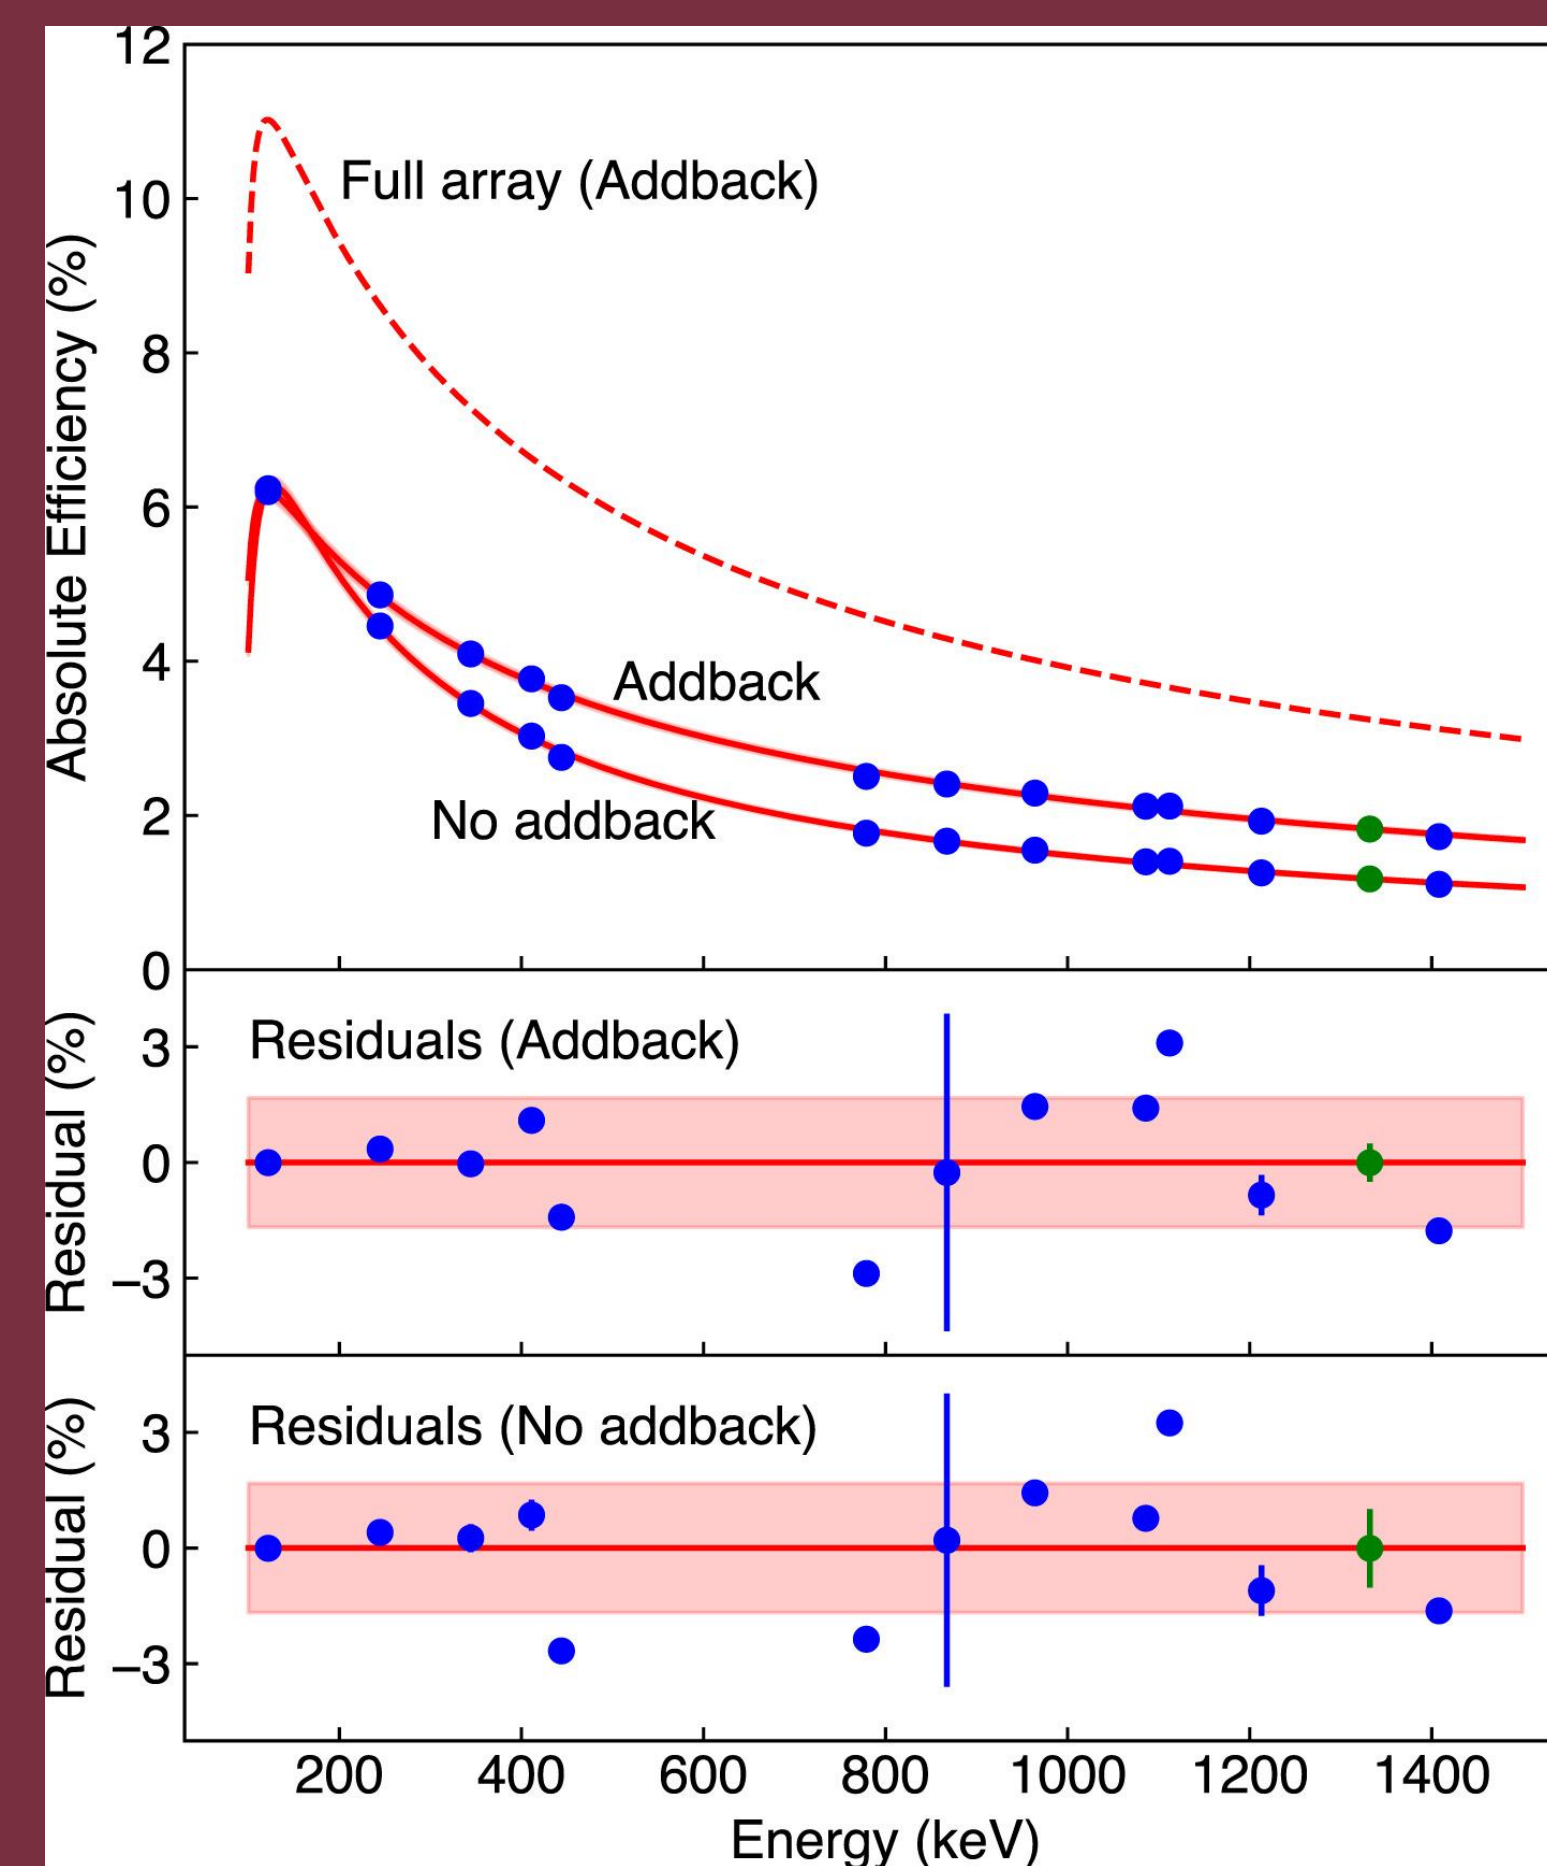 12
10
8
6
4
2
0
Absolute Efficiency (%)
Full array (Addback)
Addback
No addback
3
0
−3
Residual (%)
Residuals (Addback)
3
0
−3
Residual (%)
Residuals (No addback)
200 400 600 800 1000 1200 1400
Energy (keV)